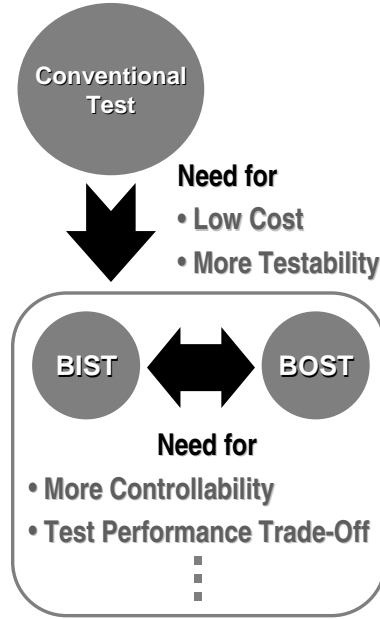 Conventional
Test
Need for
• Low Cost
• More Testability
BIST
BOST
Need for
• More Controllability
• Test Performance Trade-Off